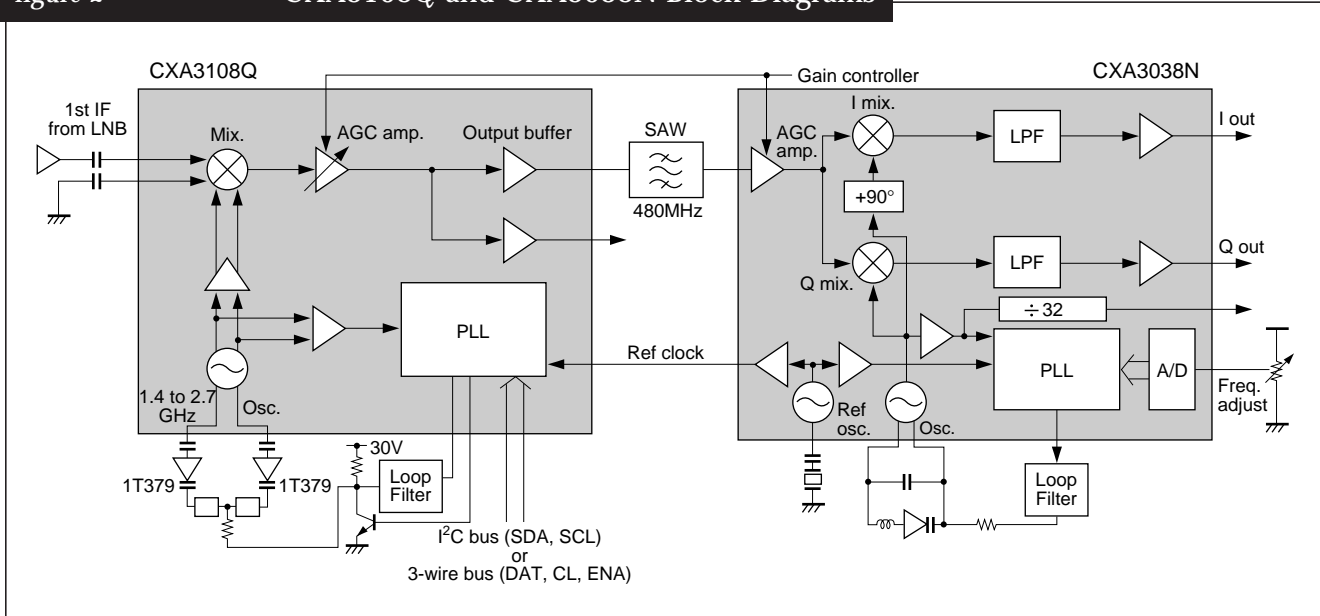 CXA3108Q
CXA3038N
Gain controller
1st IF
from LNB
Mix.
AGC amp.
Output buffer
SAW
480MHz
AGC
amp.
I mix.
LPF
I out
+90°
Q mix.
LPF
Q out
÷32
PLL
Ref clock
PLL
A/D
Freq.
adjust
1.4 to 2.7
GHz
Osc.
Ref
osc.
Osc.
1T379
1T379
30V
Loop
Filter
Loop
Filter
I²C bus (SDA, SCL)
or
3-wire bus (DAT, CL, ENA)